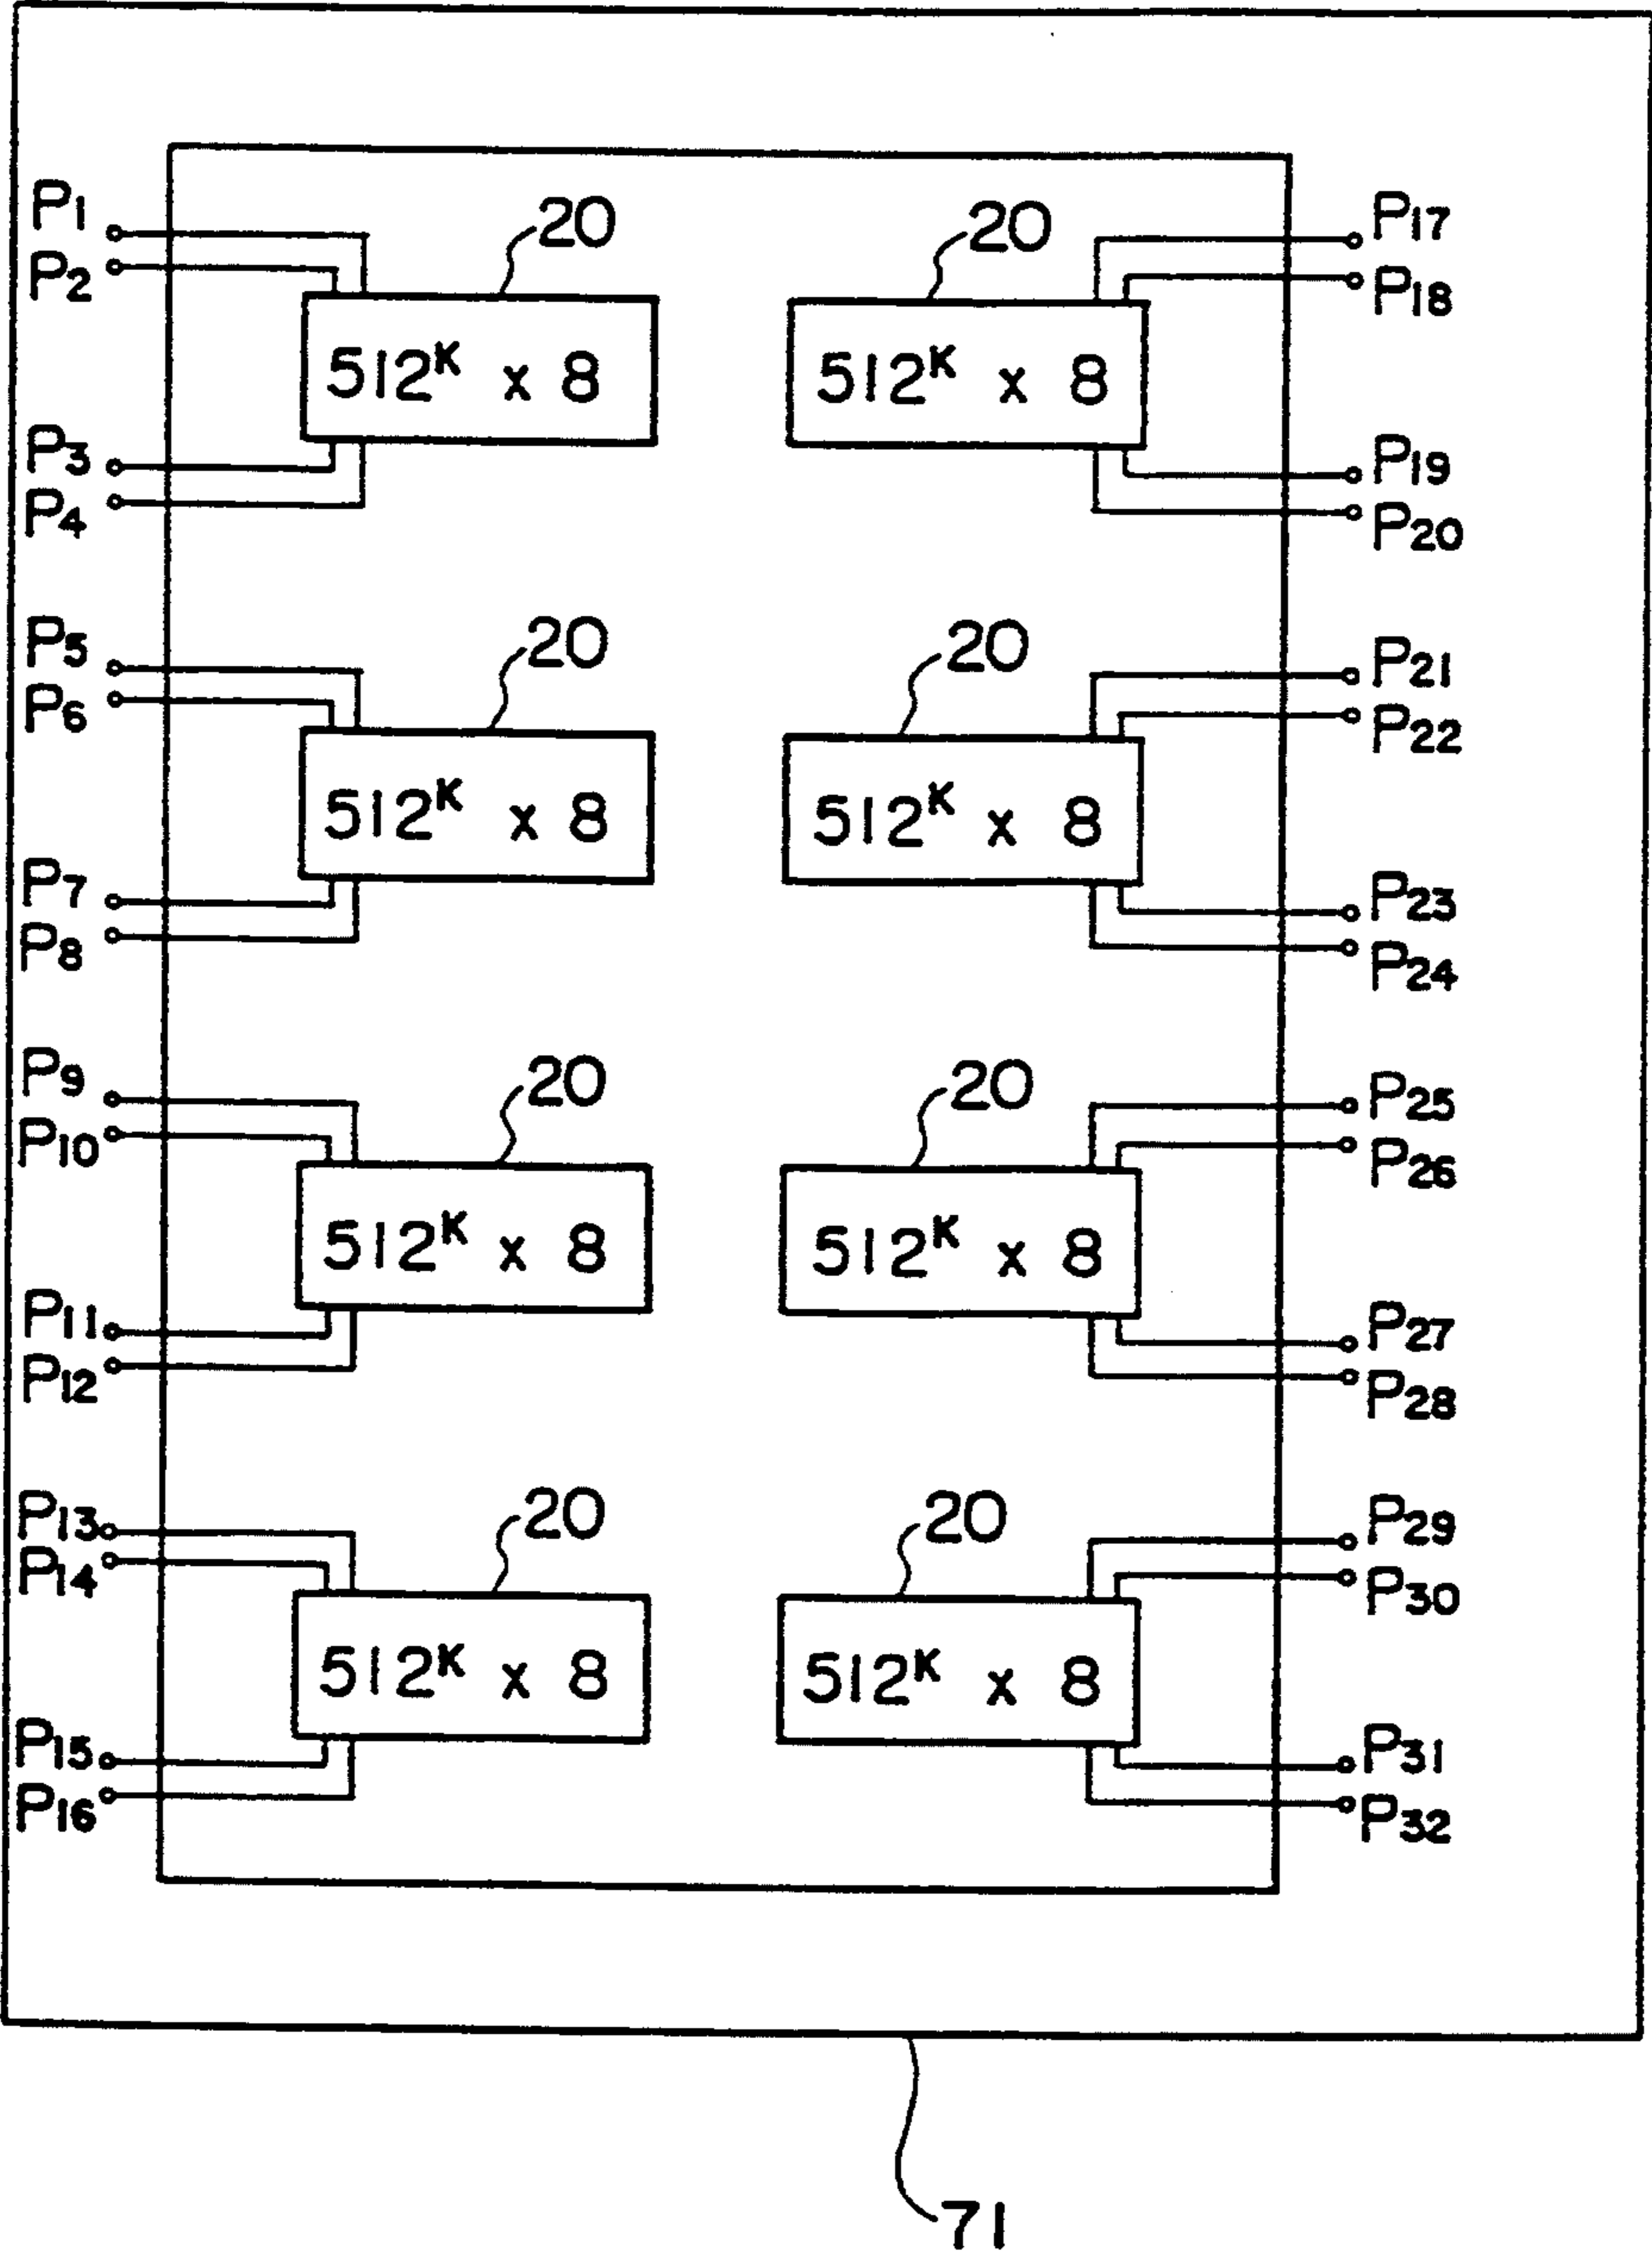 P1 20 20 P17
P2 P18
512K x 8 512K x 8
P3 P19
P4 P20
P5 20 20 P21
P6 P22
512K x 8 512K x 8
P7 P23
P8 P24
P9 20 20 P25
P10 P26
512K x 8 512K x 8
P11 P27
P12 P28
P13 20 20 P29
P14 P30
512K x 8 512K x 8
P15 P31
P16 P32
71